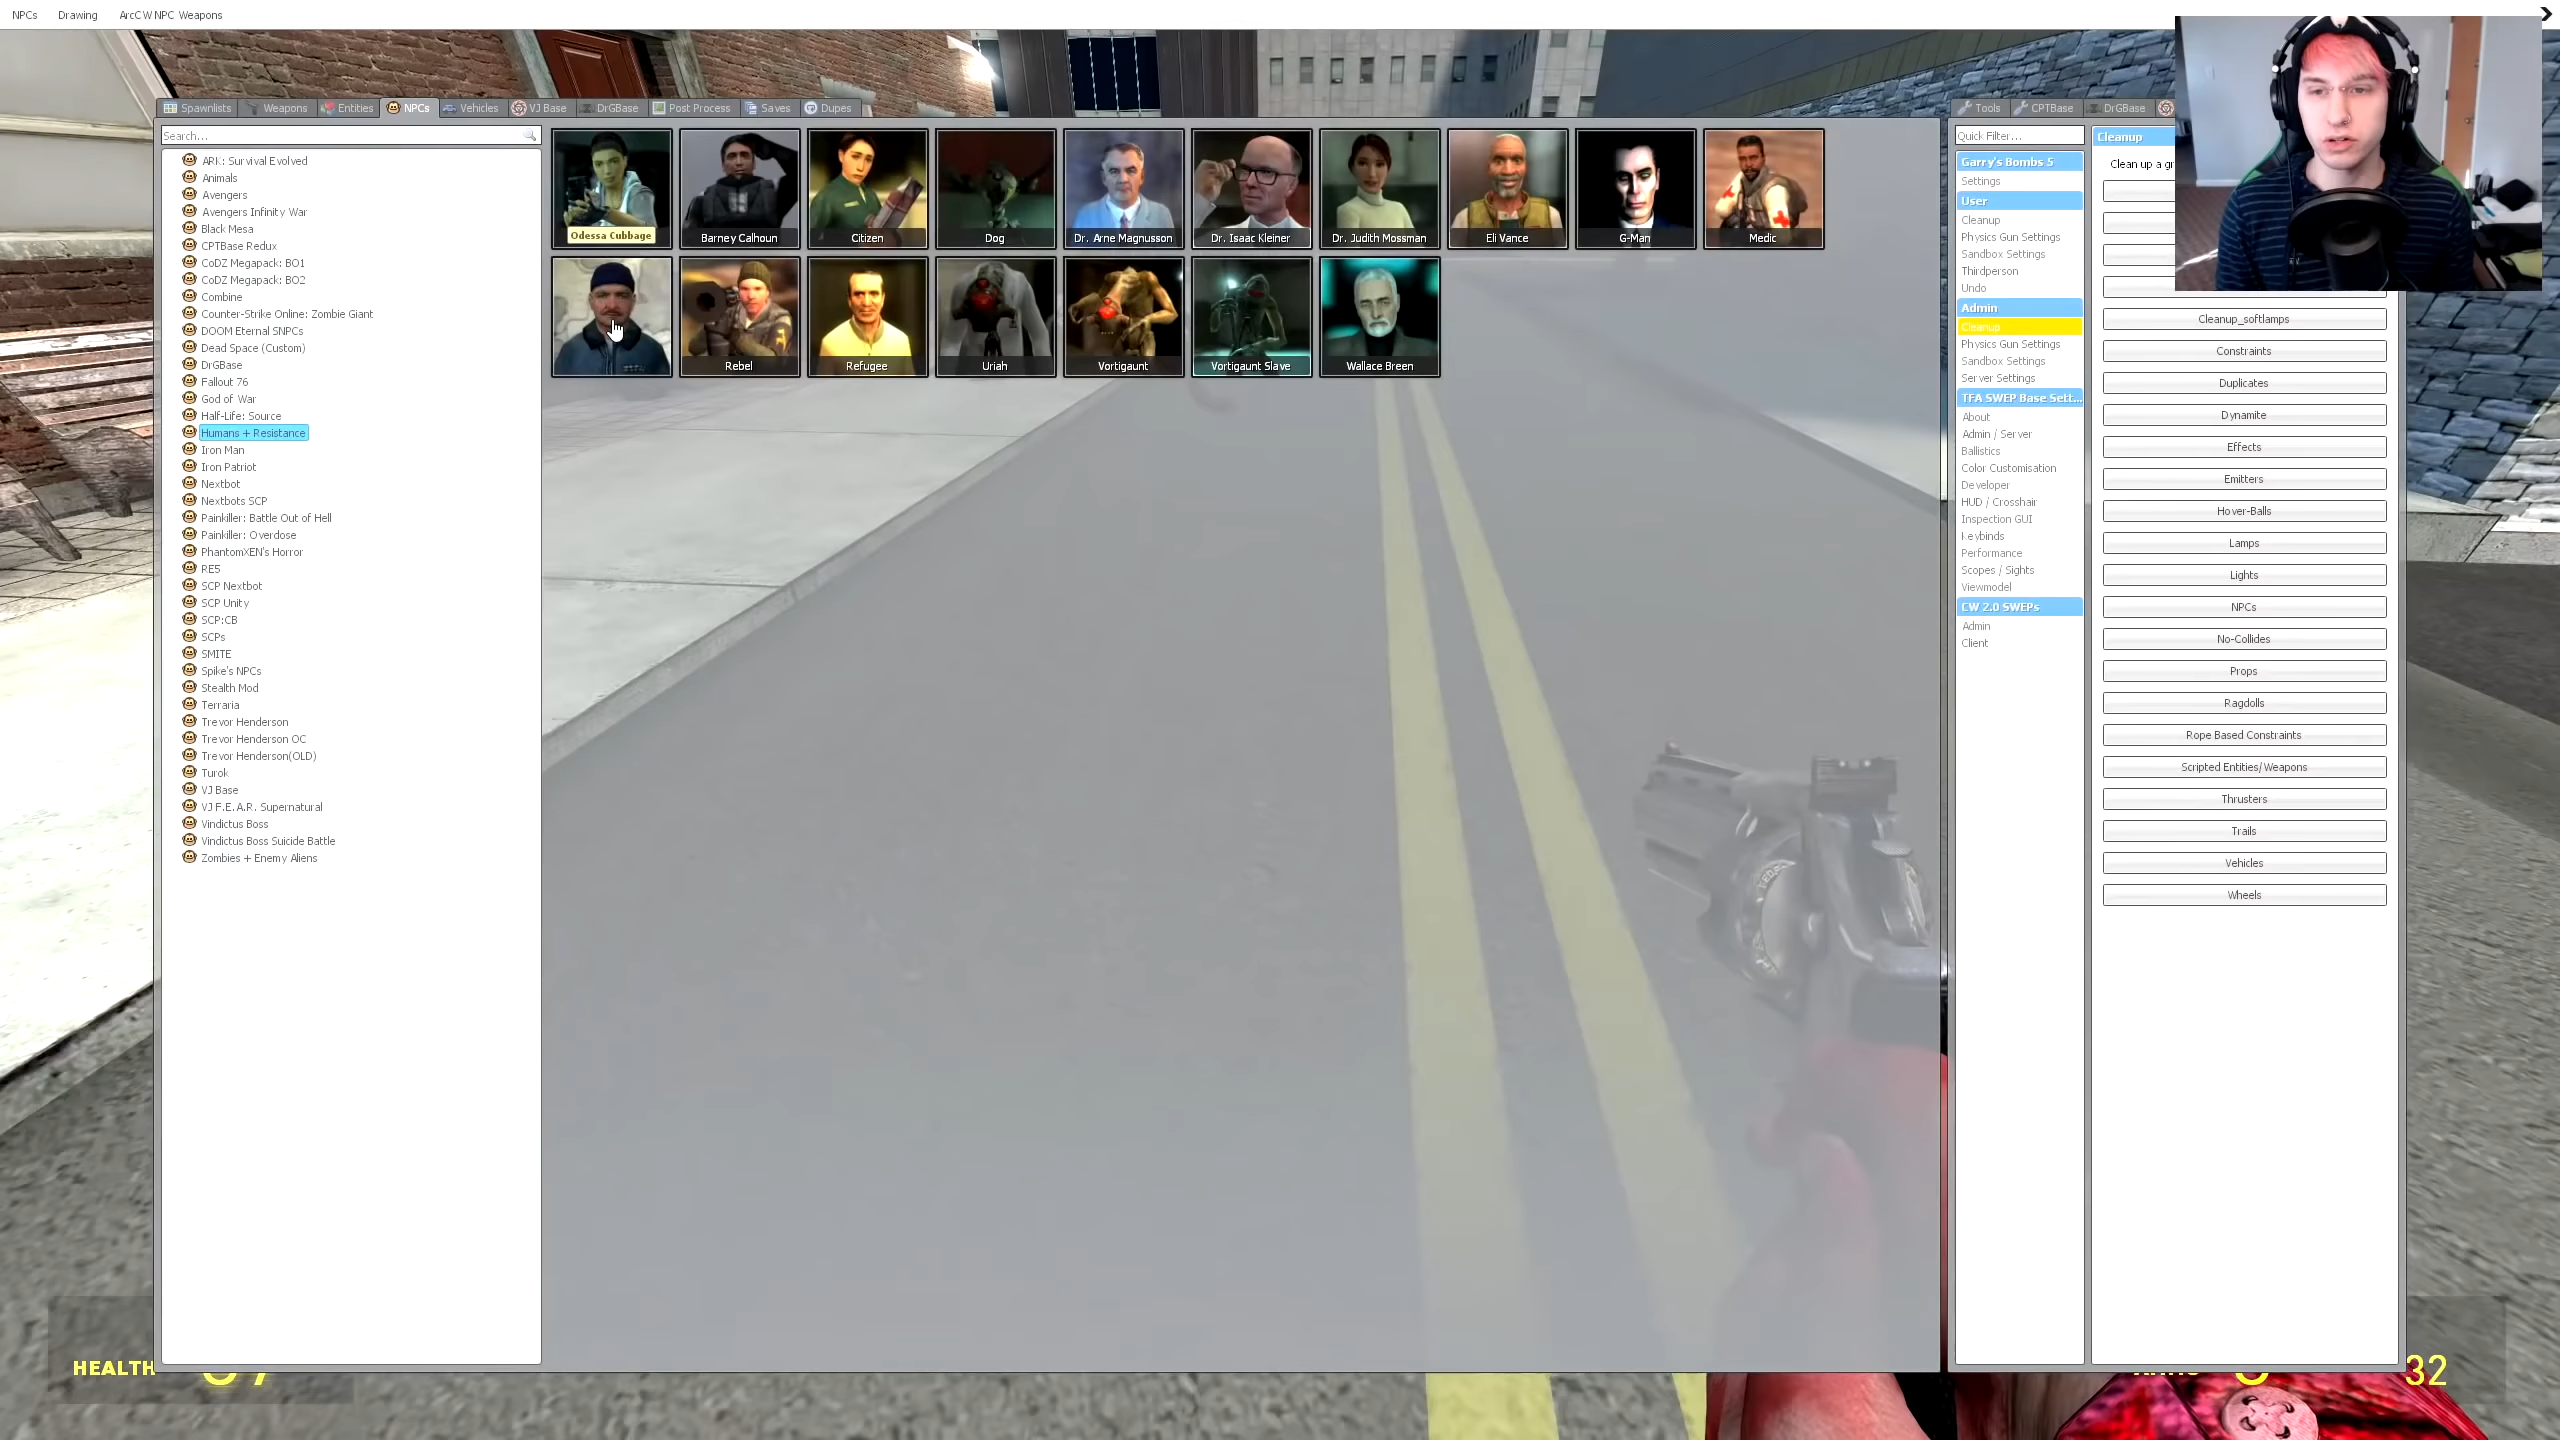 NPCs Drawing ArcCW NPC Weapons
Spawnlists Weapons Entities NPCs Vehicles VJ Base DrGBase Post Process Saves Dupes
Search...
ARK: Survival Evolved
Animals
Avengers
Avengers Infinity War
Black Mesa
CPTBase Redux
CoDZ Megapack: BO1
CoDZ Megapack: BO2
Combine
Counter-Strike Online: Zombie Giant
DOOM Eternal SNPCs
Dead Space (Custom)
DrGBase
Fallout 76
God of War
Half-Life: Source
Humans + Resistance
Iron Man
Iron Patriot
Nextbot
Nextbots SCP
Painkiller: Battle Out of Hell
Painkiller: Overdose
PhantomXEN's Horror
RE5
SCP Nextbot
SCP Unity
SCP:CB
SCPs
SMITE
Spike's NPCs
Stealth Mod
Terraria
Trevor Henderson
Trevor Henderson OC
Trevor Henderson(OLD)
Turok
VJ Base
VJ F.E.A.R. Supernatural
Vindictus Boss
Vindictus Boss Suicide Battle
Zombies + Enemy Aliens
Odessa Cubbage Barney Calhoun Citizen Dog Dr. Arne Magnusson Dr. Isaac Kleiner Dr. Judith Mossman Eli Vance G-Man Medic
Rebel Refugee Uriah Vortigaunt Vortigaunt Slave Wallace Breen
Tools CPTBase DrGBase
Quick Filter...
Garry's Bombs 5
Settings
User
Cleanup
Physics Gun Settings
Sandbox Settings
Thirdperson
Undo
Admin
Cleanup
Physics Gun Settings
Sandbox Settings
Server Settings
TFA SWEP Base Sett...
About
Admin / Server
Ballistics
Color Customisation
Developer
HUD / Crosshair
Inspection GUI
Keybinds
Performance
Scopes / Sights
Viewmodel
CW 2.0 SWEPs
Admin
Client
Cleanup
Clean up a gr
Cleanup_softlamps
Constraints
Duplicates
Dynamite
Effects
Emitters
Hover-Balls
Lamps
Lights
NPCs
No-Collides
Props
Ragdolls
Rope Based Constraints
Scripted Entities/Weapons
Thrusters
Trails
Vehicles
Wheels
HEALTH
32